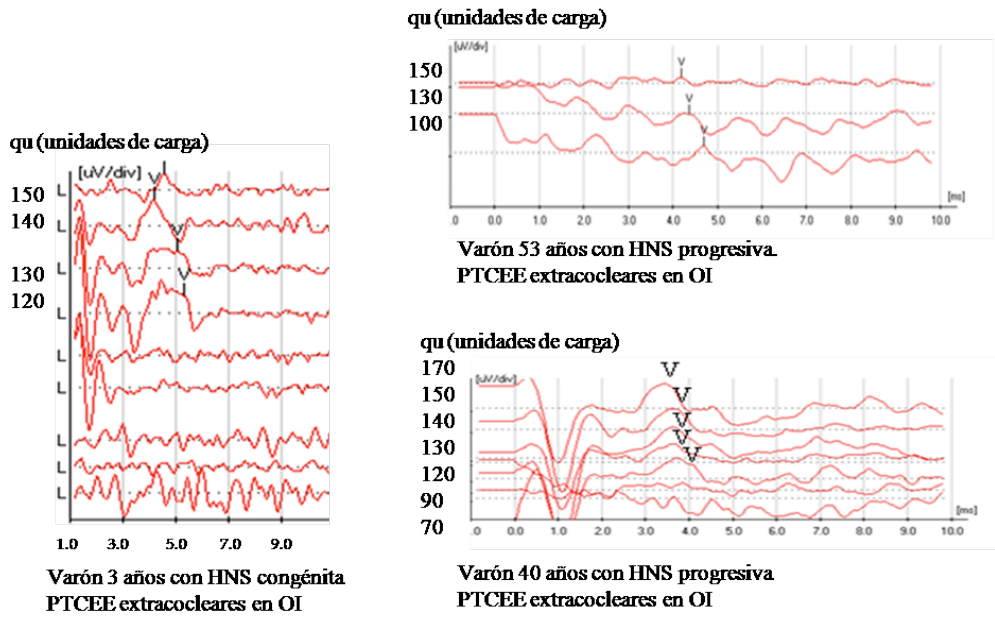 qu (unidades de carga)
[uV/div]
150
130
100
V
V
V
[ms]
.0 0.0 1.0 2.0 3.0 4.0 5.0 6.0 7.0 8.0 9.0 10.0
Varón 53 años con HNS progresiva.
PTCEE extracocleares en OI
qu (unidades de carga)
[uV/div]
150
140
130
120
L
L
L
L
L
L
L
L
L
V
V
V
1.0 3.0 5.0 7.0 9.0
Varón 3 años con HNS congénita
PTCEE extracocleares en OI
qu (unidades de carga)
170
150
140
130
120
90
70
[uV/div]
V
V
V
V
V
[ms]
.0 0.0 1.0 2.0 3.0 4.0 5.0 6.0 7.0 8.0 9.0 10.0
Varón 40 años con HNS progresiva
PTCEE extracocleares en OI